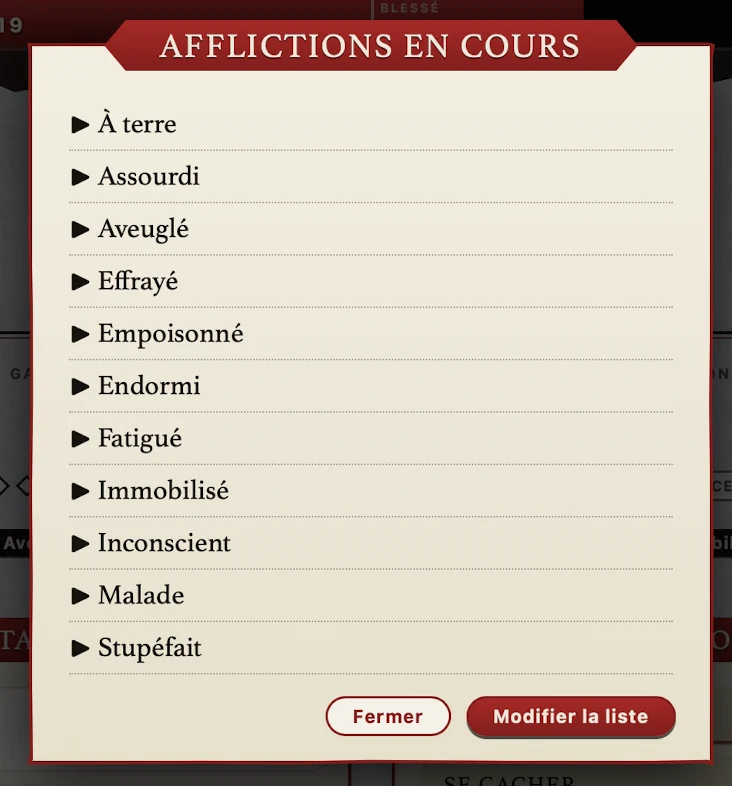 19
BLESSÉ
AFFLICTIONS EN COURS
À terre
Assourdi
Aveuglé
Effrayé
Empoisonné
Endormi
Fatigué
Immobilisé
Inconscient
Malade
Stupéfait
Fermer
Modifier la liste
SE CACHER